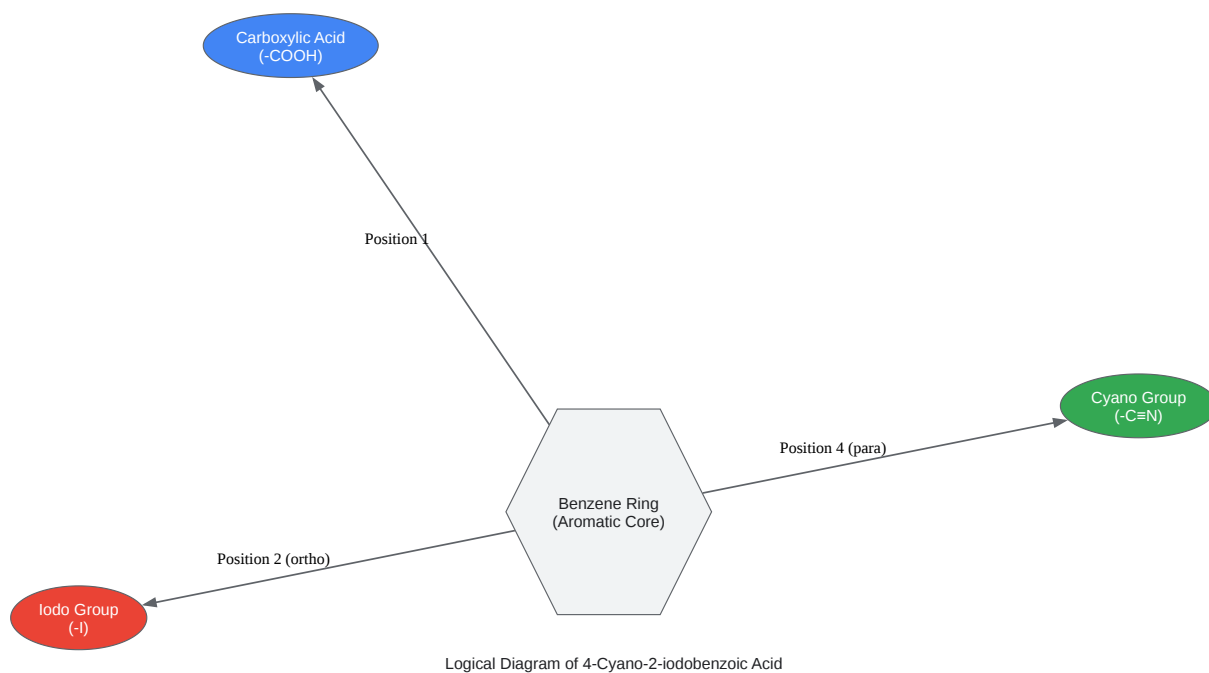 Carboxylic Acid
(-COOH)
Position 1
Cyano Group
(-C≡N)
Position 4 (para)
Benzene Ring
(Aromatic Core)
Position 2 (ortho)
Iodo Group
(-I)
Logical Diagram of 4-Cyano-2-iodobenzoic Acid